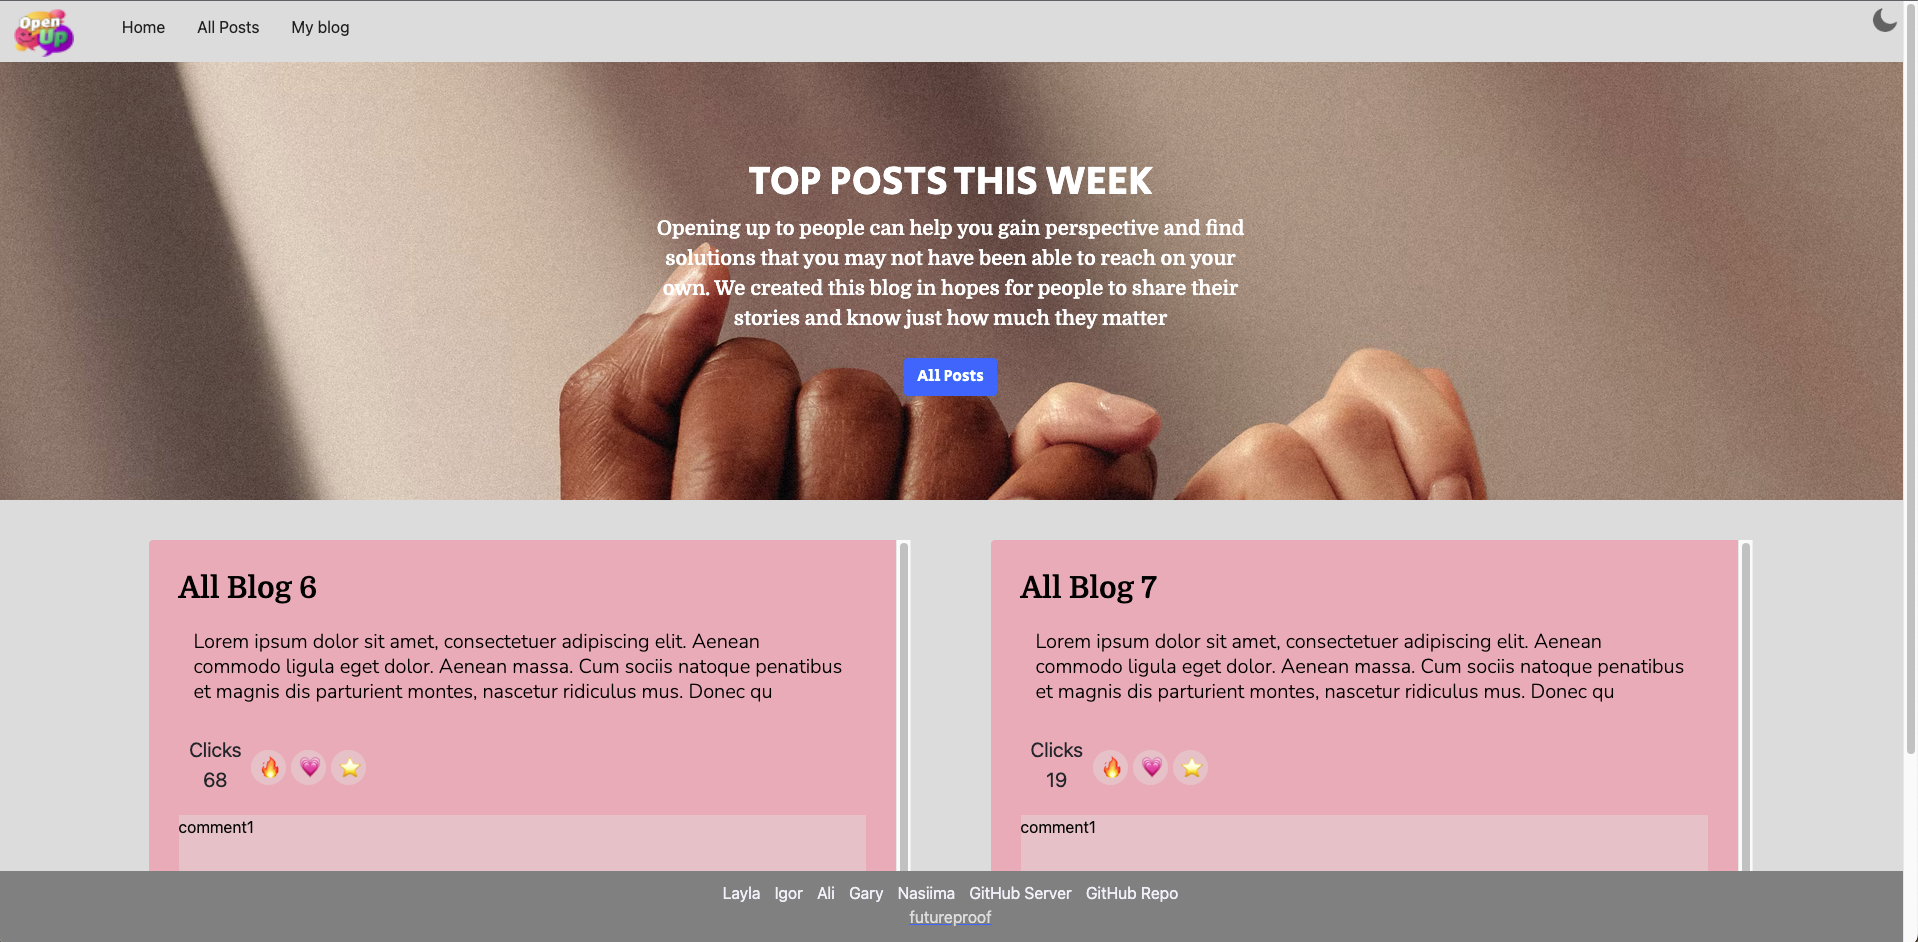 Open
Up
Home
All Posts
My blog
TOP POSTS THIS WEEK
Opening up to people can help you gain perspective and find
solutions that you may not have been able to reach on your
own. We created this blog in hopes for people to share their
stories and know just how much they matter
All Posts
All Blog 6
Lorem ipsum dolor sit amet, consectetuer adipiscing elit. Aenean
commodo ligula eget dolor. Aenean massa. Cum sociis natoque penatibus
et magnis dis parturient montes, nascetur ridiculus mus. Donec qu
Clicks
68
comment1
All Blog 7
Lorem ipsum dolor sit amet, consectetuer adipiscing elit. Aenean
commodo ligula eget dolor. Aenean massa. Cum sociis natoque penatibus
et magnis dis parturient montes, nascetur ridiculus mus. Donec qu
Clicks
19
comment1
Layla Igor Ali Gary Nasiima GitHub Server GitHub Repo
futureproof